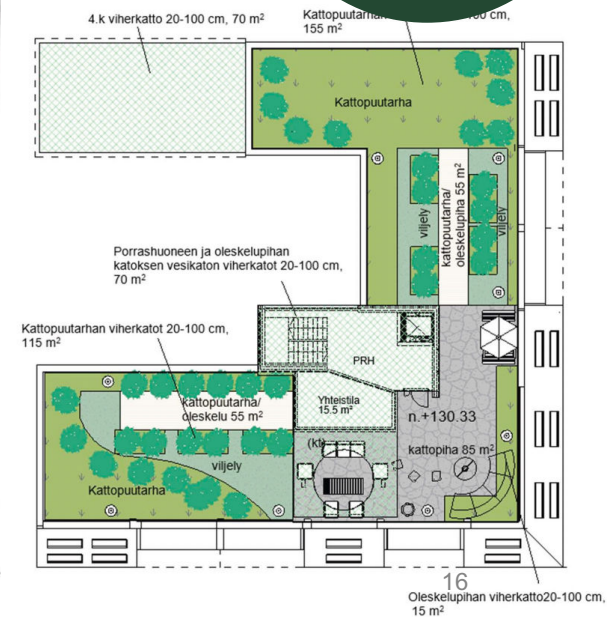 4.k viherkatto 20-100 cm, 70 m²
Kattopuutarhan
cm,
155 m²
Kattopuutarha
viljely
kattopuutarha/
oleskelupiha 55 m²
viljely
Porrashuoneen ja oleskelupihan
katoksen vesikaton viherkatot 20-100 cm,
70 m²
Kattopuutarhan viherkatot 20-100 cm,
115 m²
PRH
kattopuutarha/
oleskelu 55 m²
Yhteistila
15.5 m²
n.+130.33
(kt)
kattopiha 85 m²
viljely
Kattopuutarha
16
Oleskelupihan viherkatto20-100 cm,
15 m²